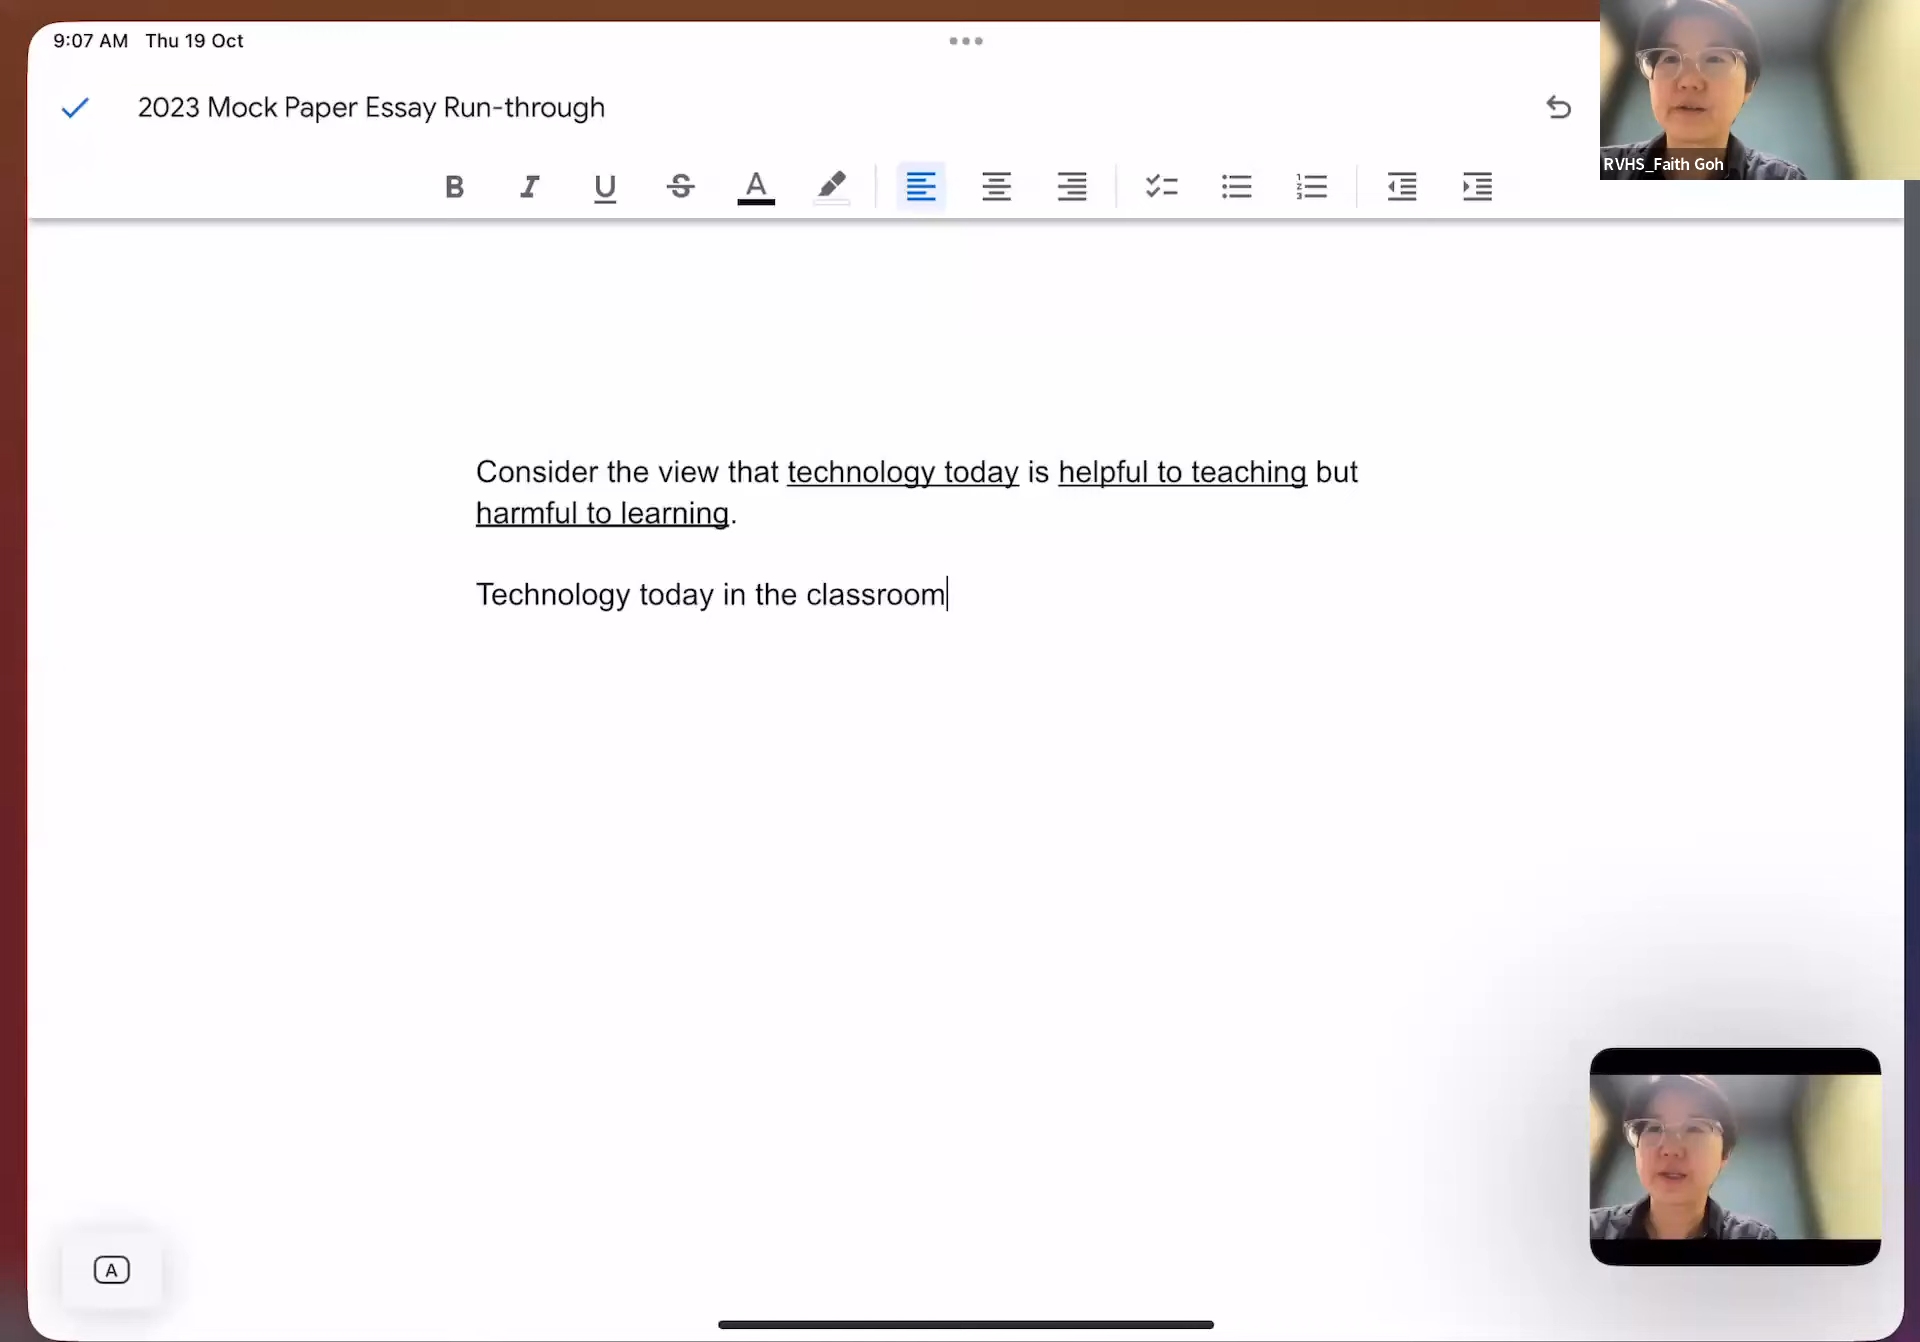 9:07 AM Thu 19 Oct
2023 Mock Paper Essay Run-through
RVHS_Faith Goh
B I U S A
Consider the view that technology today is helpful to teaching but
harmful to learning.
Technology today in the classroom
A